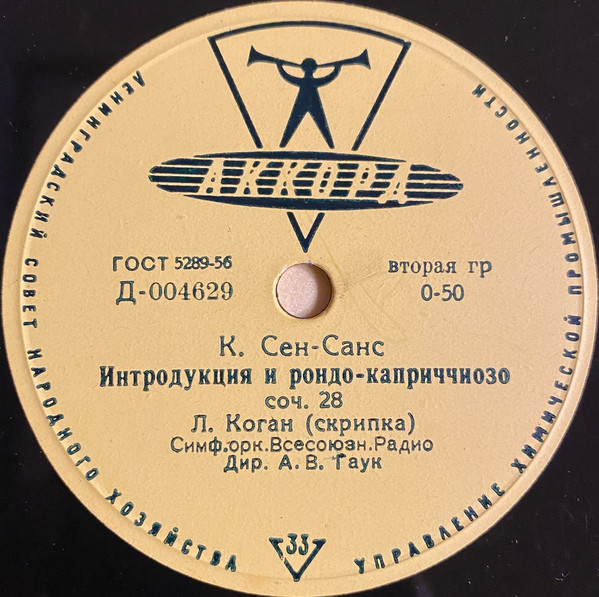 АККОРД
ЛЕНИНГРАДСКИЙ СОВЕТ НАРОДНОГО ХОЗЯЙСТВА
УПРАВЛЕНИЕ ХИМИЧЕСКОЙ ПРОМЫШЛЕННОСТИ
ГОСТ 5289-56
Д-004629
вторая гр
0-50
К. Сен-Санс
Интродукция и рондо-каприччиозо
соч. 28
Л. Коган (скрипка)
Симф.орк.Всесоюзн.Радио
Дир. А. В. Гаук
33